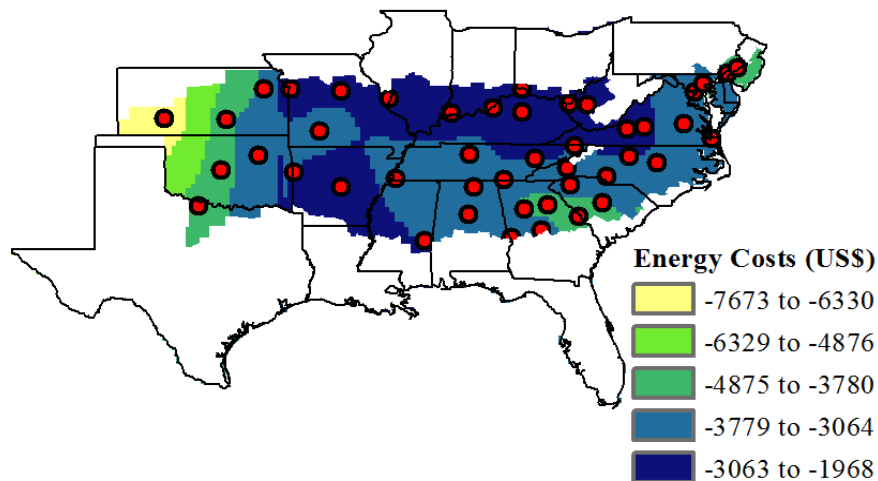 Energy Costs (US$)
-7673 to -6330
-6329 to -4876
-4875 to -3780
-3779 to -3064
-3063 to -1968